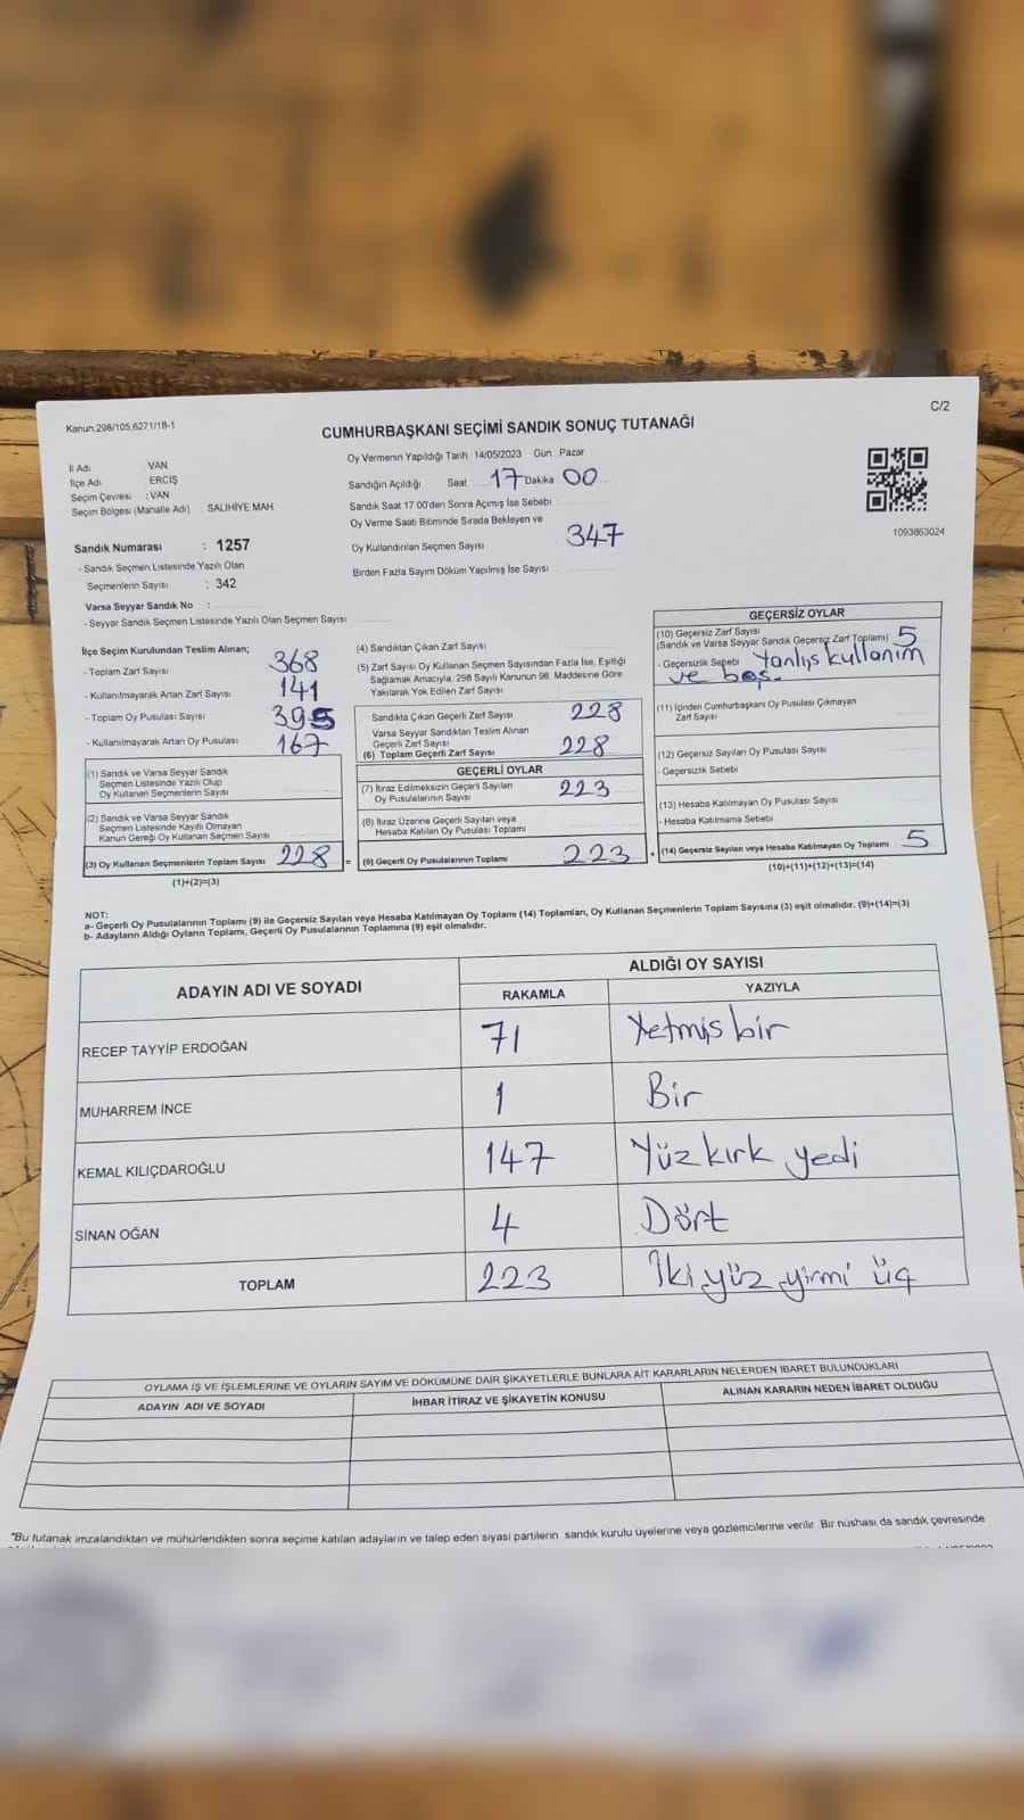 Kanun.298/105,6271/18-1
C/2
CUMHURBAŞKANI SEÇİMİ SANDIK SONUÇ TUTANAĞI
İl Adı VAN
İlçe Adı ERCİŞ
Seçim Çevresi : VAN
Seçim Bölgesi (Mahalle Adı) SALİHİYE MAH.
Sandık Numarası : 1257
- Sandık Seçmen Listesinde Yazılı Olan
Seçmenlerin Sayısı : 342
Varsa Seyyar Sandık No :
- Seyyar Sandık Seçmen Listesinde Yazılı Olan Seçmen Sayısı
Oy Vermenin Yapıldığı Tarih 14/05/2023 - Gün : Pazar
Sandığın Açıldığı Saat 17 Dakika 00
Sandık Saat 17.00'den Sonra Açımış İse Sebebi
Oy Verme Saati Bitiminde Sırada Bekleyen ve
Oy Kullandırılan Seçmen Sayısı 347
Birden Fazla Sayım Döküm Yapılmış İse Sayısı
1093863024
İlçe Seçim Kurulundan Teslim Alınan;
- Toplam Zarf Sayısı 368
- Kullanılmayarak Artan Zarf Sayısı 141
- Toplam Oy Pusulası Sayısı 395
- Kullanılmayarak Artan Oy Pusulası 167
(1) Sandık ve Varsa Seyyar Sandık
Seçmen Listesinde Yazılı Olup
Oy Kullanan Seçmenlerin Sayısı
(2) Sandık ve Varsa Seyyar Sandık
Seçmen Listesinde Kayıtlı Olmayan
Kanun Gereği Oy Kullanan Seçmen Sayısı
(3) Oy Kullanan Seçmenlerin Toplam Sayısı 228 =
(1)+(2)=(3)
(4) Sandıktan Çıkan Zarf Sayısı
(5) Zarf Sayısı Oy Kullanan Seçmen Sayısından Fazla İse, Eşitliği
Sağlamak Amacıyla, 298 Sayılı Kanunun 98. Maddesine Göre
Yakılarak Yok Edilen Zarf Sayısı
Sandıkta Çıkan Geçerli Zarf Sayısı 228
Varsa Seyyar Sandıktan Teslim Alınan
Geçerli Zarf Sayısı
(6) Toplam Geçerli Zarf Sayısı 228
GEÇERLİ OYLAR
(7) İtiraz Edilmeksizin Geçerli Sayılan
Oy Pusulalarının Sayısı 223
(8) İtiraz Üzerine Geçerli Sayılan veya
Hesaba Katılan Oy Pusulası Toplamı
(9) Geçerli Oy Pusulalarının Toplamı 223
GEÇERSİZ OYLAR
(10) Geçersiz Zarf Sayısı
(Sandık ve Varsa Seyyar Sandık Geçersiz Zarf Toplamı) 5
- Geçersizlik Sebebi Yanlış kullanım
ve boş.
(11) İçinden Cumhurbaşkanı Oy Pusulası Çıkmayan
Zarf Sayısı
(12) Geçersiz Sayılan Oy Pusulası Sayısı
- Geçersizlik Sebebi
(13) Hesaba Katılmayan Oy Pusulası Sayısı
- Hesaba Katılmama Sebebi
(14) Geçersiz Sayılan veya Hesaba Katılmayan Oy Toplamı 5
(10)+(11)+(12)+(13)=(14)
NOT:
a- Geçerli Oy Pusulalarının Toplamı (9) ile Geçersiz Sayılan veya Hesaba Katılmayan Oy Toplamı (14) Toplamları, Oy Kullanan Seçmenlerin Toplam Sayısına (3) eşit olmalıdır. (9)+(14)=(3)
b- Adayların Aldığı Oyların Toplamı, Geçerli Oy Pusulalarının Toplamına (9) eşit olmalıdır.
ADAYIN ADI VE SOYADI
ALDIĞI OY SAYISI
RAKAMLA YAZIYLA
RECEP TAYYİP ERDOĞAN 71 Yetmiş bir
MUHARREM İNCE 1 Bir
KEMAL KILIÇDAROĞLU 147 Yüz kırk yedi
SİNAN OĞAN 4 Dört
TOPLAM 223 İki yüz yirmi üç
OYLAMA İŞ VE İŞLEMLERİNE VE OYLARIN SAYIM VE DÖKÜMÜNE DAİR ŞİKAYETLERLE BUNLARA AİT KARARLARIN NELERDEN İBARET BULUNDUKLARI
ADAYIN ADI VE SOYADI İHBAR İTİRAZ VE ŞİKAYETİN KONUSU ALINAN KARARIN NEDEN İBARET OLDUĞU
"Bu tutanak imzalandıktan ve mühürlendikten sonra seçime katılan adayların ve talep eden siyasi partilerin sandık kurulu üyelerine veya gözlemcilerine verilir. Bir nüshası da sandık çevresinde